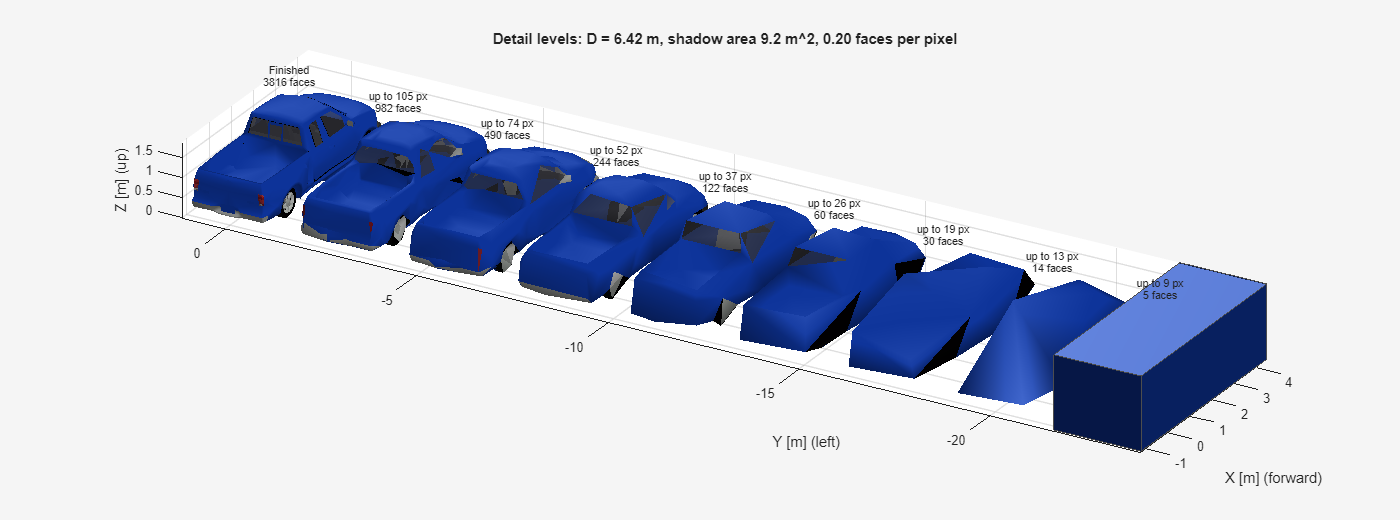 Detail levels: D = 6.42 m, shadow area 9.2 m^2, 0.20 faces per pixel
Finished
3816 faces
up to 105 px
982 faces
up to 74 px
490 faces
up to 52 px
244 faces
up to 37 px
122 faces
up to 26 px
60 faces
up to 19 px
30 faces
up to 13 px
14 faces
up to 9 px
5 faces
Z [m] (up)
1.5
1
0.5
0
0
-5
-10
-15
-20
Y [m] (left)
4
3
2
1
0
-1
X [m] (forward)